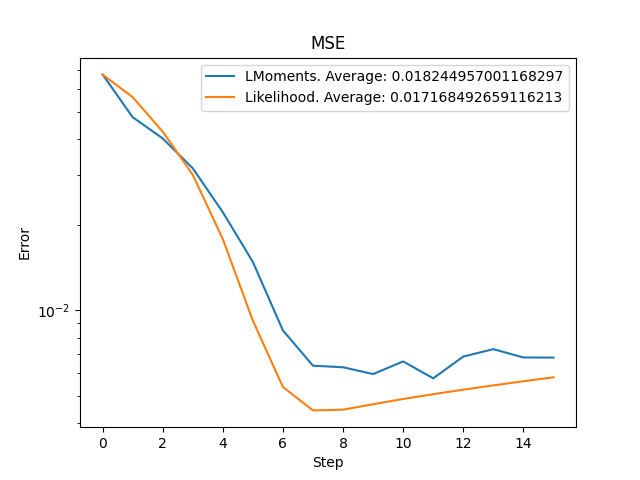 MSE
LMoments. Average: 0.018244957001168297
Likelihood. Average: 0.017168492659116213
Error
10⁻²
0 2 4 6 8 10 12 14
Step